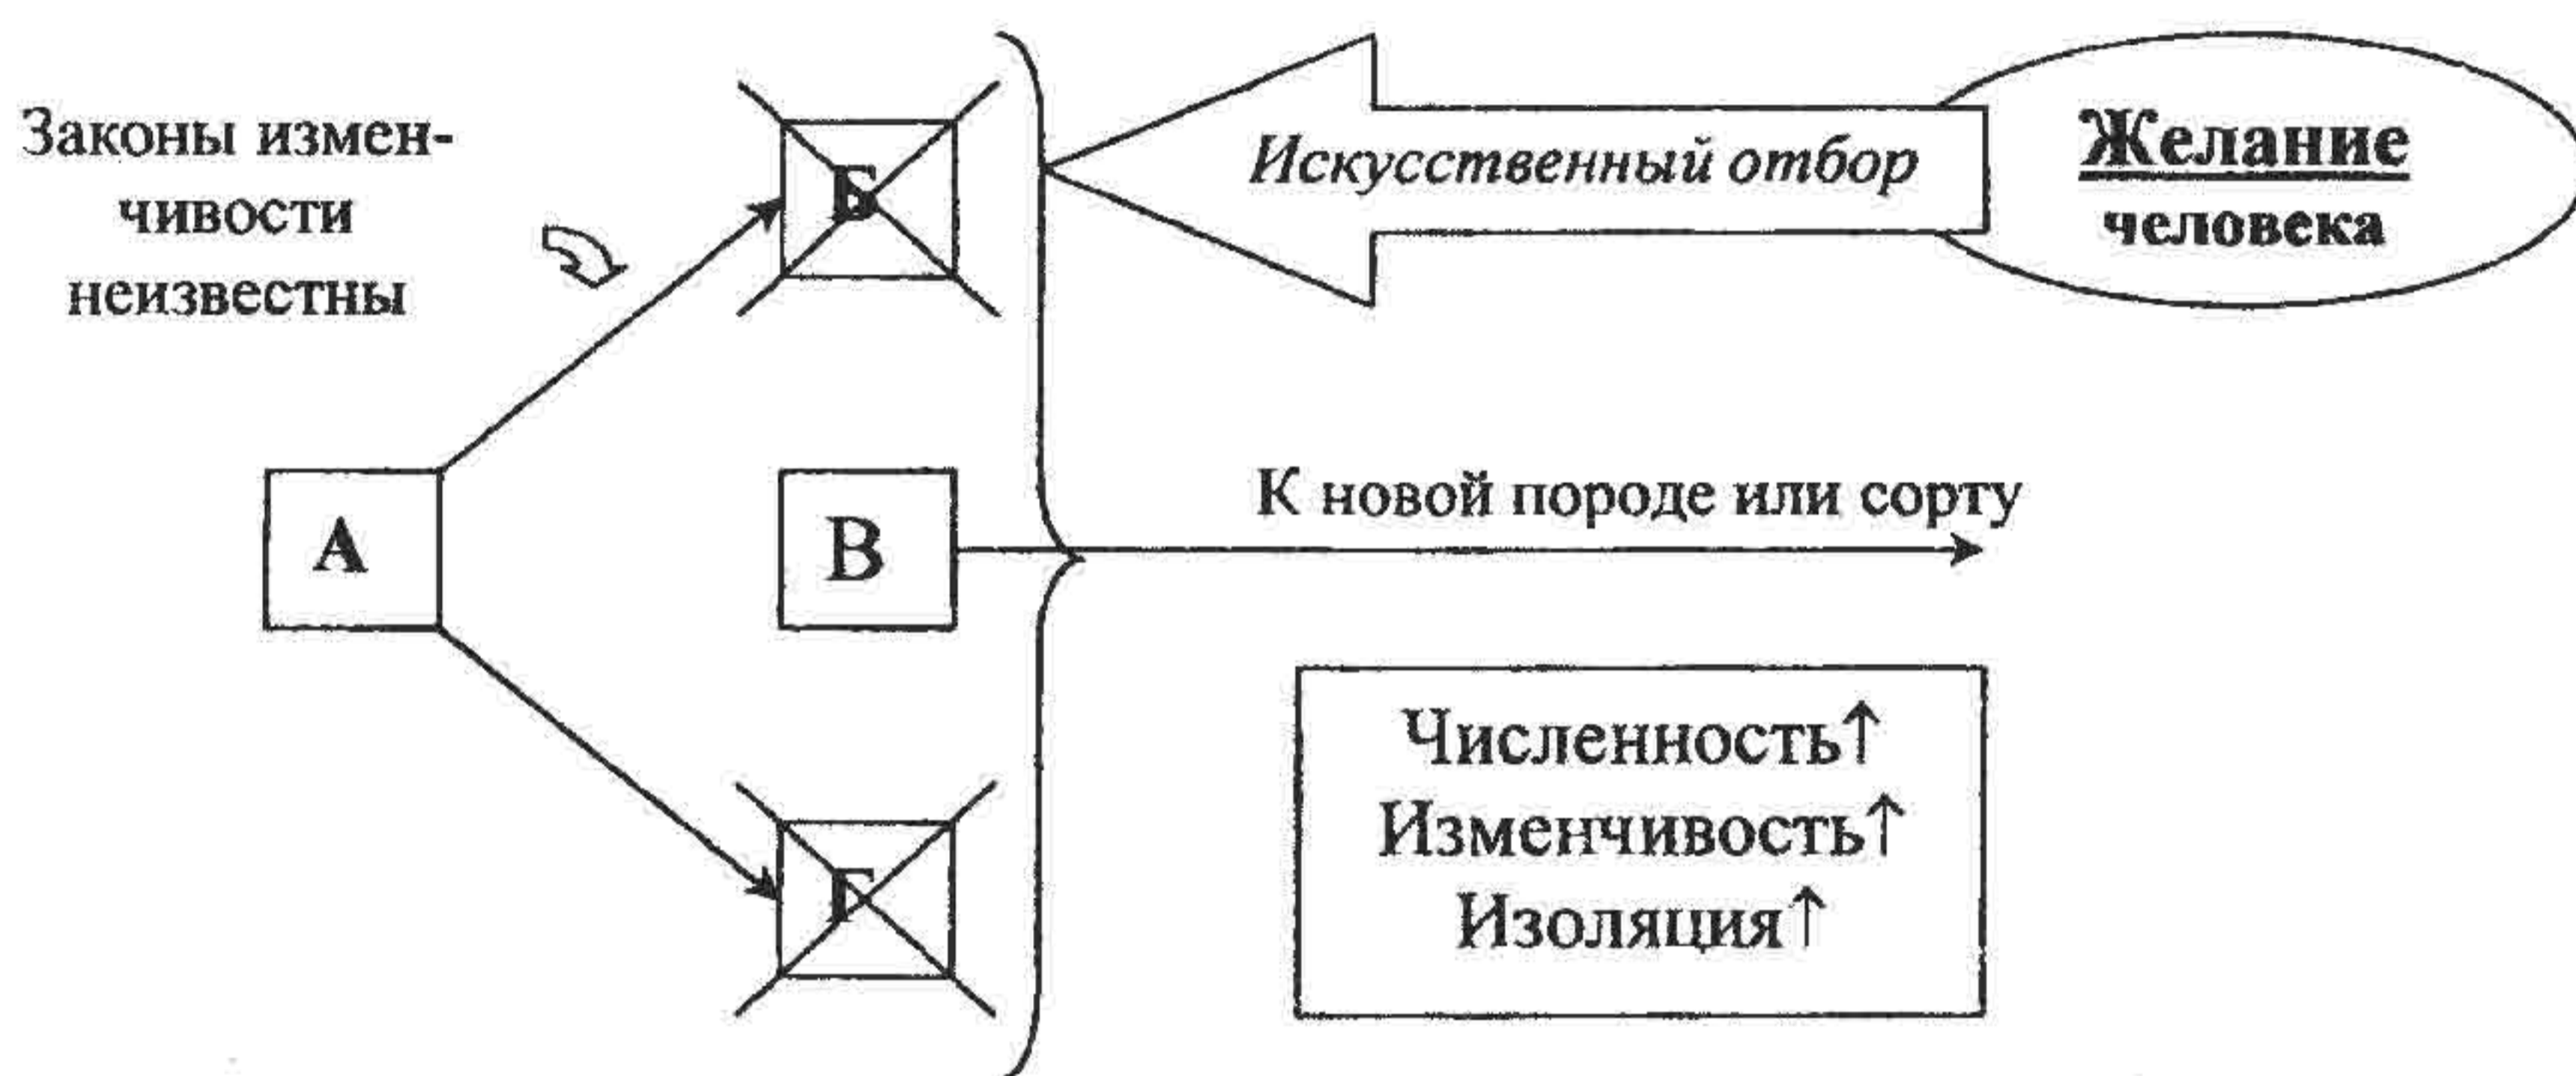 Законы измен-
чивости
неизвестны
Б
Искусственный отбор
Желание
человека
А
В
К новой породе или сорту
Численность↑
Изменчивость↑
Изоляция↑
Г